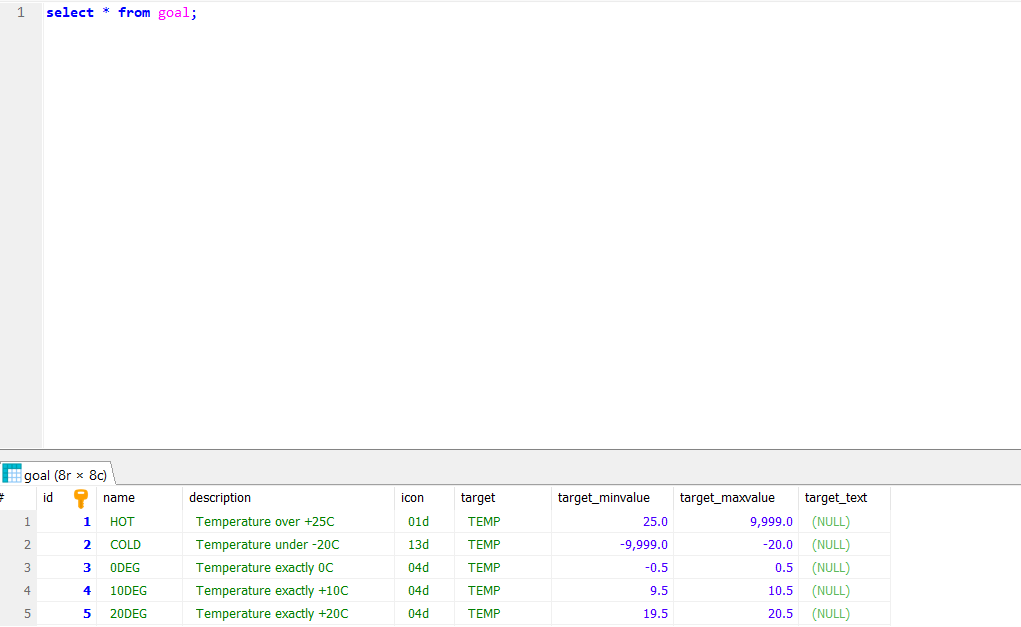 1 select * from goal;
goal (8r × 8c)
# id name description icon target target_minvalue target_maxvalue target_text
1 1 HOT Temperature over +25C 01d TEMP 25.0 9,999.0 (NULL)
2 2 COLD Temperature under -20C 13d TEMP -9,999.0 -20.0 (NULL)
3 3 0DEG Temperature exactly 0C 04d TEMP -0.5 0.5 (NULL)
4 4 10DEG Temperature exactly +10C 04d TEMP 9.5 10.5 (NULL)
5 5 20DEG Temperature exactly +20C 04d TEMP 19.5 20.5 (NULL)